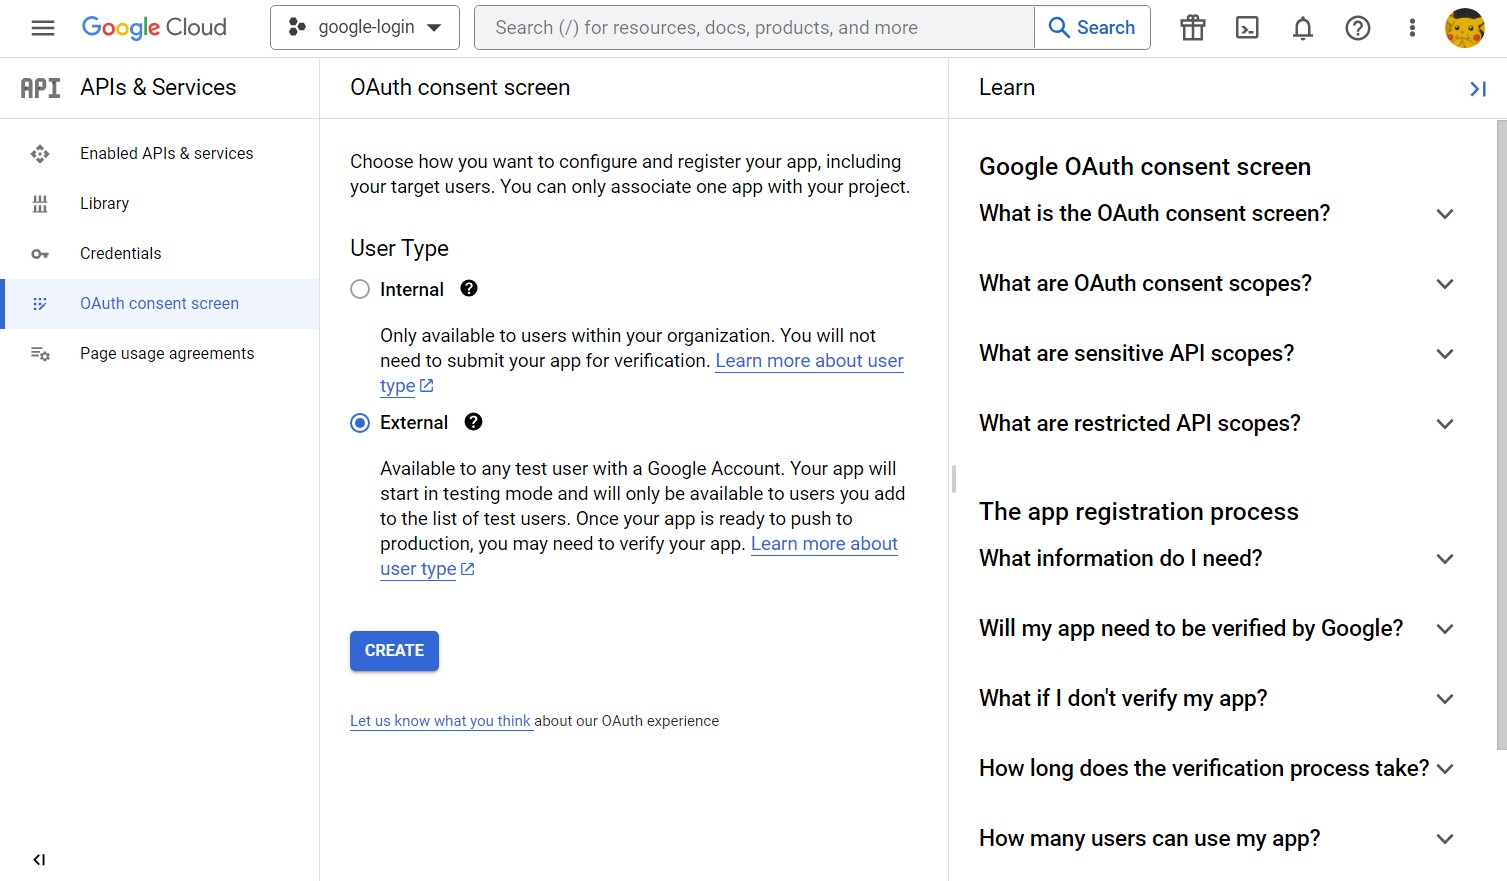 Google Cloud
google-login
Search (/) for resources, docs, products, and more
Search
API
APIs & Services
Enabled APIs & services
Library
Credentials
OAuth consent screen
Page usage agreements
OAuth consent screen
Choose how you want to configure and register your app, including
your target users. You can only associate one app with your project.
User Type
Internal
Only available to users within your organization. You will not
need to submit your app for verification. Learn more about user
type
External
Available to any test user with a Google Account. Your app will
start in testing mode and will only be available to users you add
to the list of test users. Once your app is ready to push to
production, you may need to verify your app. Learn more about
user type
CREATE
Let us know what you think about our OAuth experience
Learn
Google OAuth consent screen
What is the OAuth consent screen?
What are OAuth consent scopes?
What are sensitive API scopes?
What are restricted API scopes?
The app registration process
What information do I need?
Will my app need to be verified by Google?
What if I don't verify my app?
How long does the verification process take?
How many users can use my app?